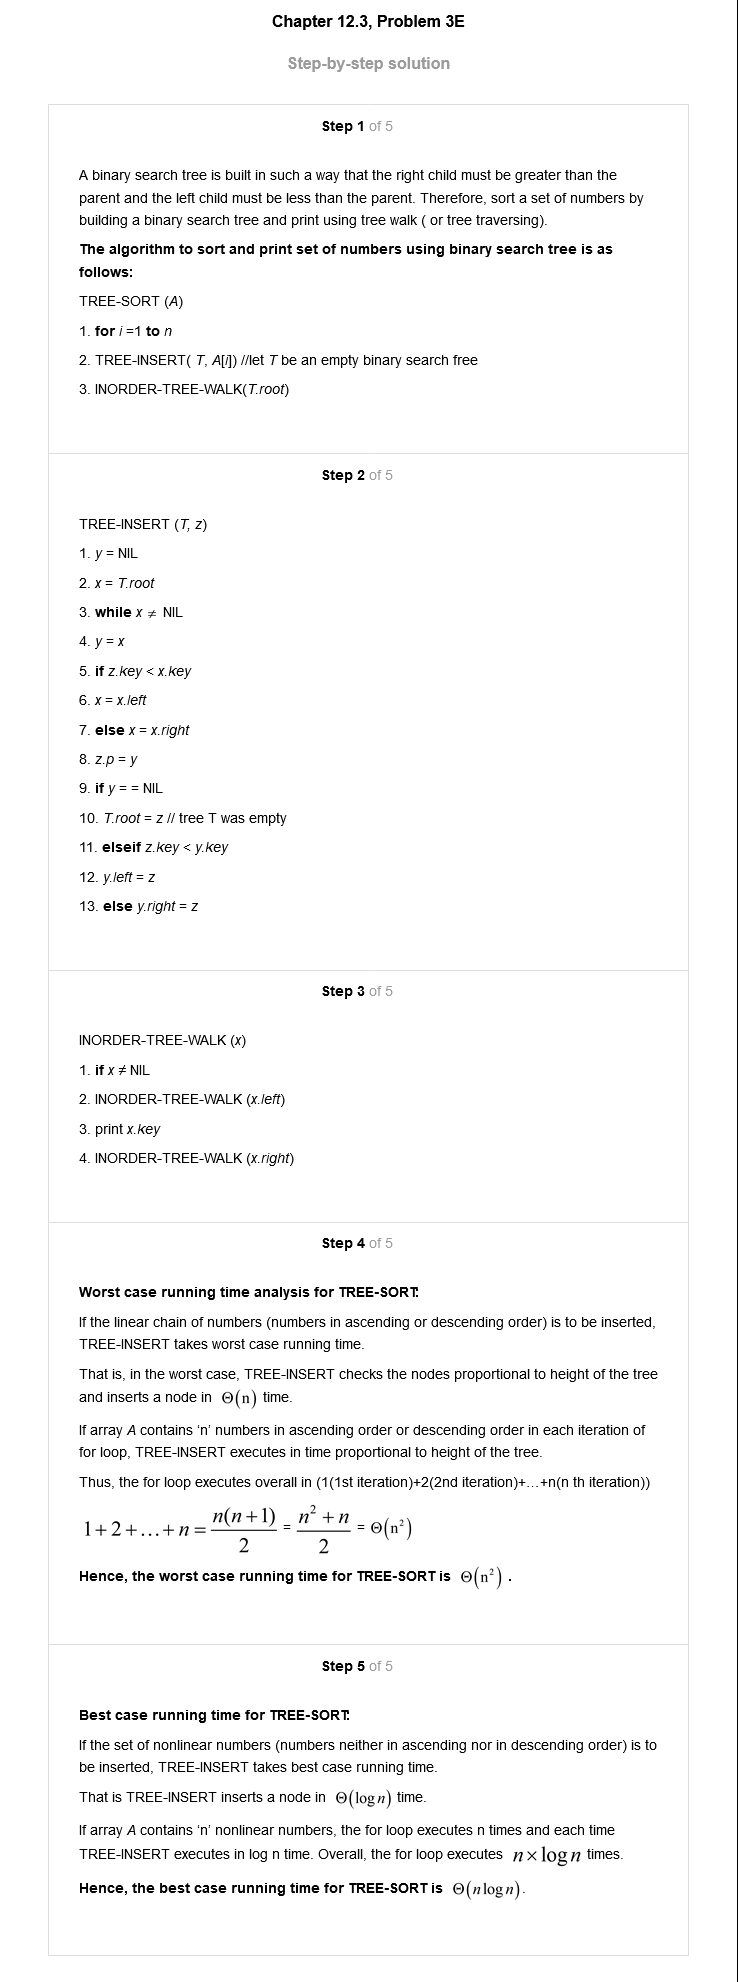 Chapter 12.3, Problem 3E
Step-by-step solution
Step 1 of 5
A binary search tree is built in such a way that the right child must be greater than the
parent and the left child must be less than the parent. Therefore, sort a set of numbers by
building a binary search tree and print using tree walk ( or tree traversing).
The algorithm to sort and print set of numbers using binary search tree is as
follows:
TREE-SORT (A)
1. for i =1 to n
2. TREE-INSERT( T, A[i]) //let T be an empty binary search free
3. INORDER-TREE-WALK(T.root)
Step 2 of 5
TREE-INSERT (T, z)
1. y = NIL
2. x = T.root
3. while x ≠ NIL
4. y = x
5. if z.key < x.key
6. x = x.left
7. else x = x.right
8. z.p = y
9. if y = = NIL
10. T.root = z // tree T was empty
11. elseif z.key < y.key
12. y.left = z
13. else y.right = z
Step 3 of 5
INORDER-TREE-WALK (x)
1. if x ≠ NIL
2. INORDER-TREE-WALK (x.left)
3. print x.key
4. INORDER-TREE-WALK (x.right)
Step 4 of 5
Worst case running time analysis for TREE-SORT:
If the linear chain of numbers (numbers in ascending or descending order) is to be inserted,
TREE-INSERT takes worst case running time.
That is, in the worst case, TREE-INSERT checks the nodes proportional to height of the tree
and inserts a node in Θ(n) time.
If array A contains ‘n’ numbers in ascending order or descending order in each iteration of
for loop, TREE-INSERT executes in time proportional to height of the tree.
Thus, the for loop executes overall in (1(1st iteration)+2(2nd iteration)+…+n(n th iteration))
1+2+…+n = n(n+1)/2 = n²+n/2 = Θ(n²)
Hence, the worst case running time for TREE-SORT is Θ(n²) .
Step 5 of 5
Best case running time for TREE-SORT:
If the set of nonlinear numbers (numbers neither in ascending nor in descending order) is to
be inserted, TREE-INSERT takes best case running time.
That is TREE-INSERT inserts a node in Θ(log n) time.
If array A contains ‘n’ nonlinear numbers, the for loop executes n times and each time
TREE-INSERT executes in log n time. Overall, the for loop executes n × log n times.
Hence, the best case running time for TREE-SORT is Θ(n log n).